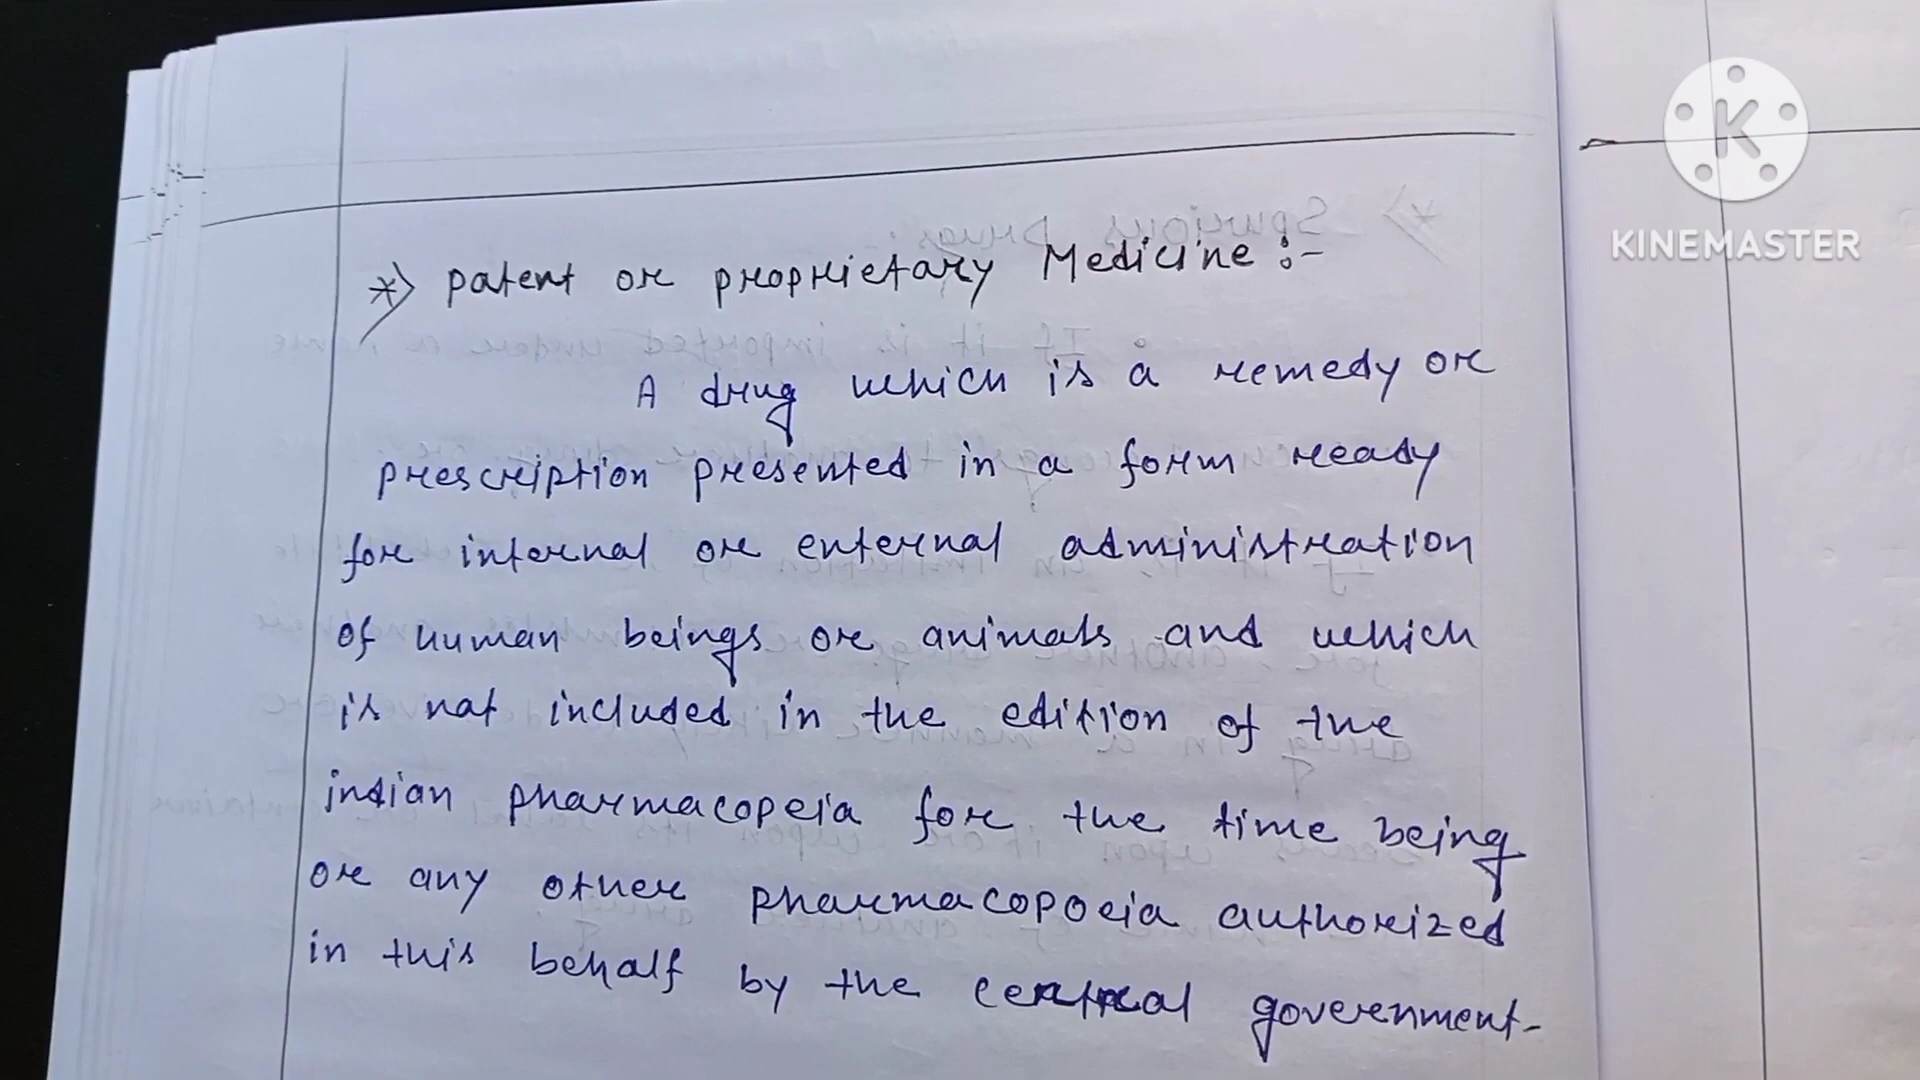 *> patent or proprietary Medicine :-
A drug which is a remedy or
prescription presented in a form ready
for internal or enternal administration
of human beings or animals and which
is not included in the edition of the
indian pharmacopeia for the time being
or any other pharmacopoeia authorized
in this behalf by the central government-
K
KINEMASTER